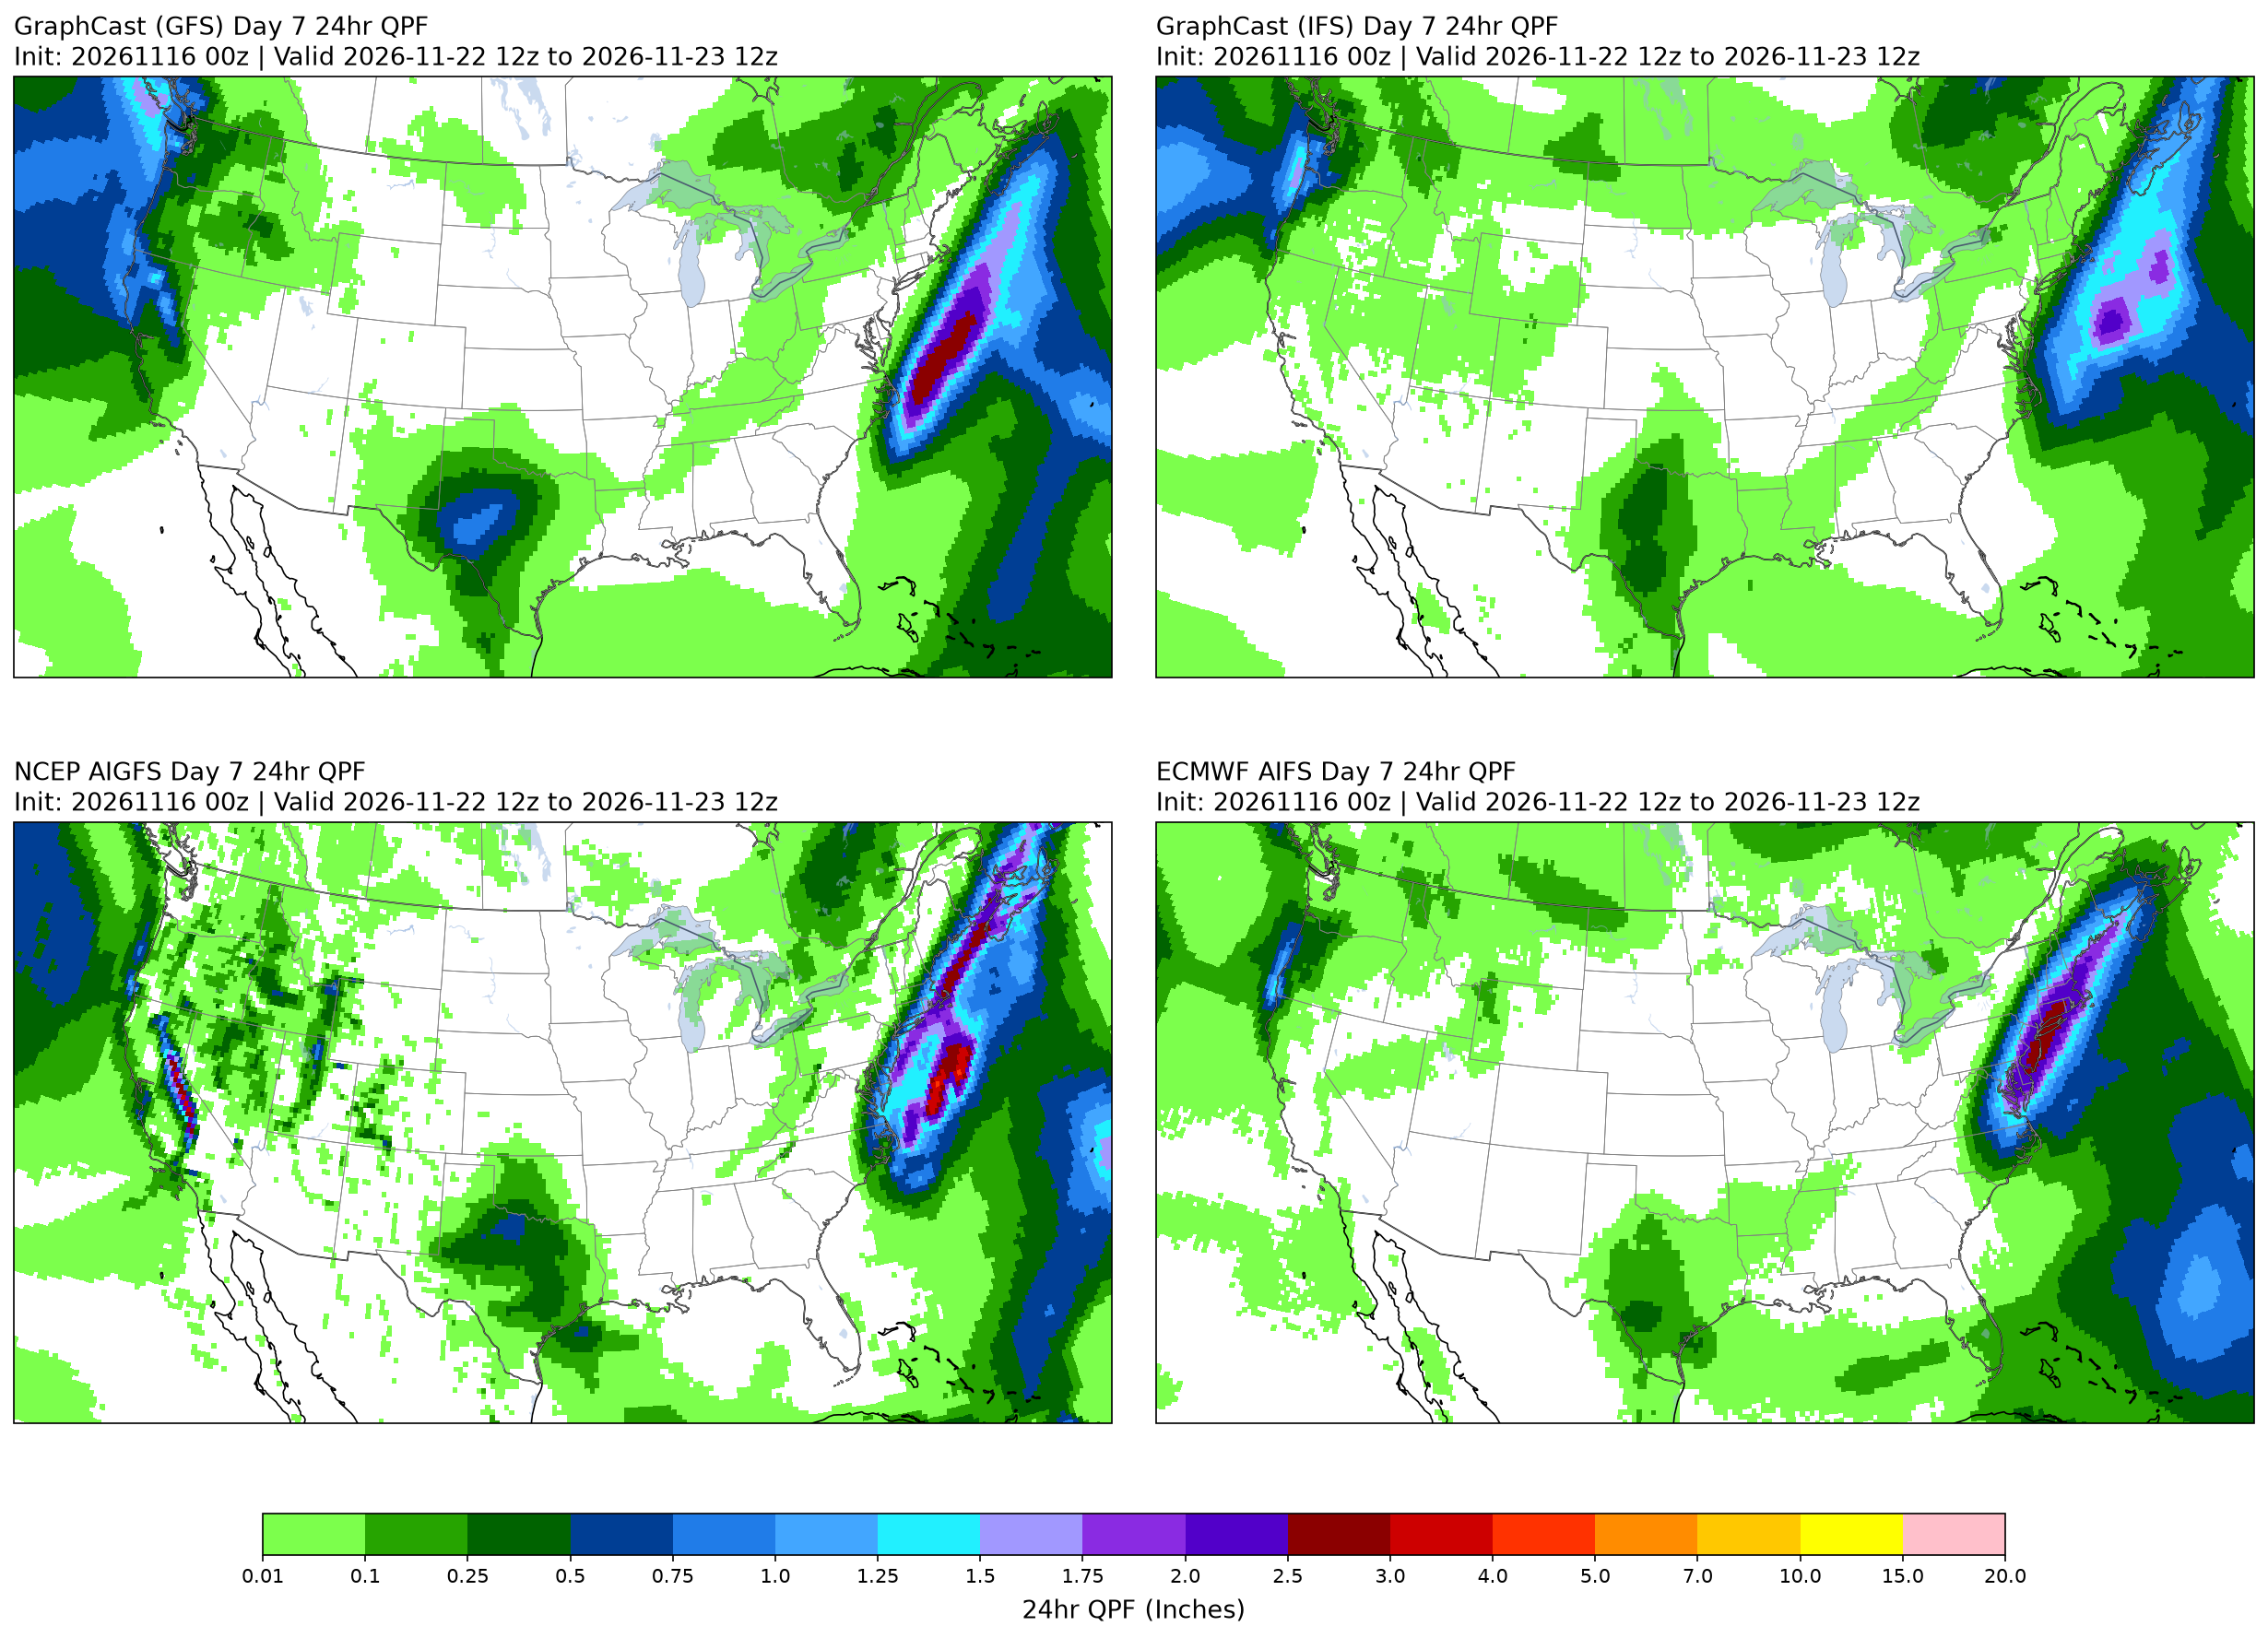 GraphCast (GFS) Day 7 24hr QPF
Init: 20261116 00z | Valid 2026-11-22 12z to 2026-11-23 12z
GraphCast (IFS) Day 7 24hr QPF
Init: 20261116 00z | Valid 2026-11-22 12z to 2026-11-23 12z
NCEP AIGFS Day 7 24hr QPF
Init: 20261116 00z | Valid 2026-11-22 12z to 2026-11-23 12z
ECMWF AIFS Day 7 24hr QPF
Init: 20261116 00z | Valid 2026-11-22 12z to 2026-11-23 12z
0.01 0.1 0.25 0.5 0.75 1.0 1.25 1.5 1.75 2.0 2.5 3.0 4.0 5.0 7.0 10.0 15.0 20.0
24hr QPF (Inches)